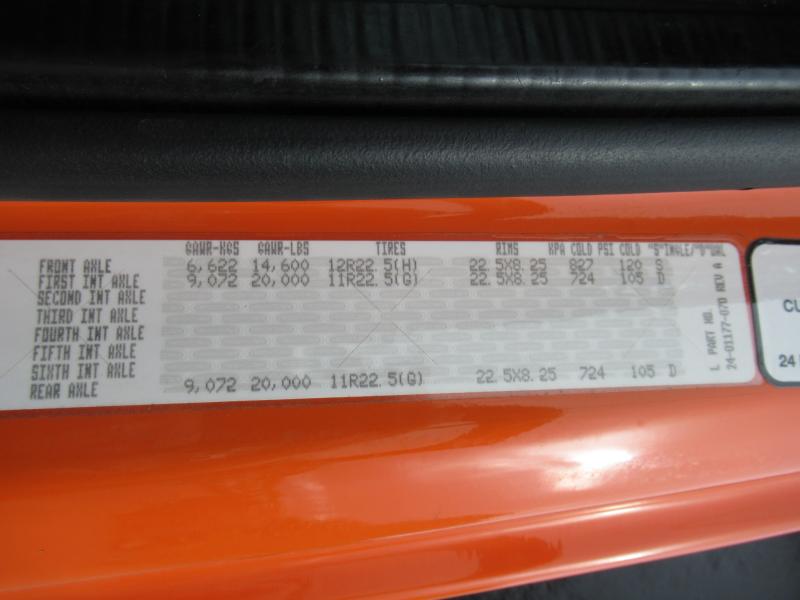 GAWR-KGS GAWR-LBS TIRES RIMS KPA COLD PSI COLD "S"INGLE/"D"UAL
FRONT AXLE 6,622 14,600 12R22.5(H) 22.5X8.25 827 120 S
FIRST INT AXLE 9,072 20,000 11R22.5(G) 22.5X8.25 724 105 D
SECOND INT AXLE
THIRD INT AXLE
FOURTH INT AXLE
FIFTH INT AXLE
SIXTH INT AXLE
REAR AXLE 9,072 20,000 11R22.5(G) 22.5X8.25 724 105 D
L PART NO.
24-01177-070 REV A
CU
24